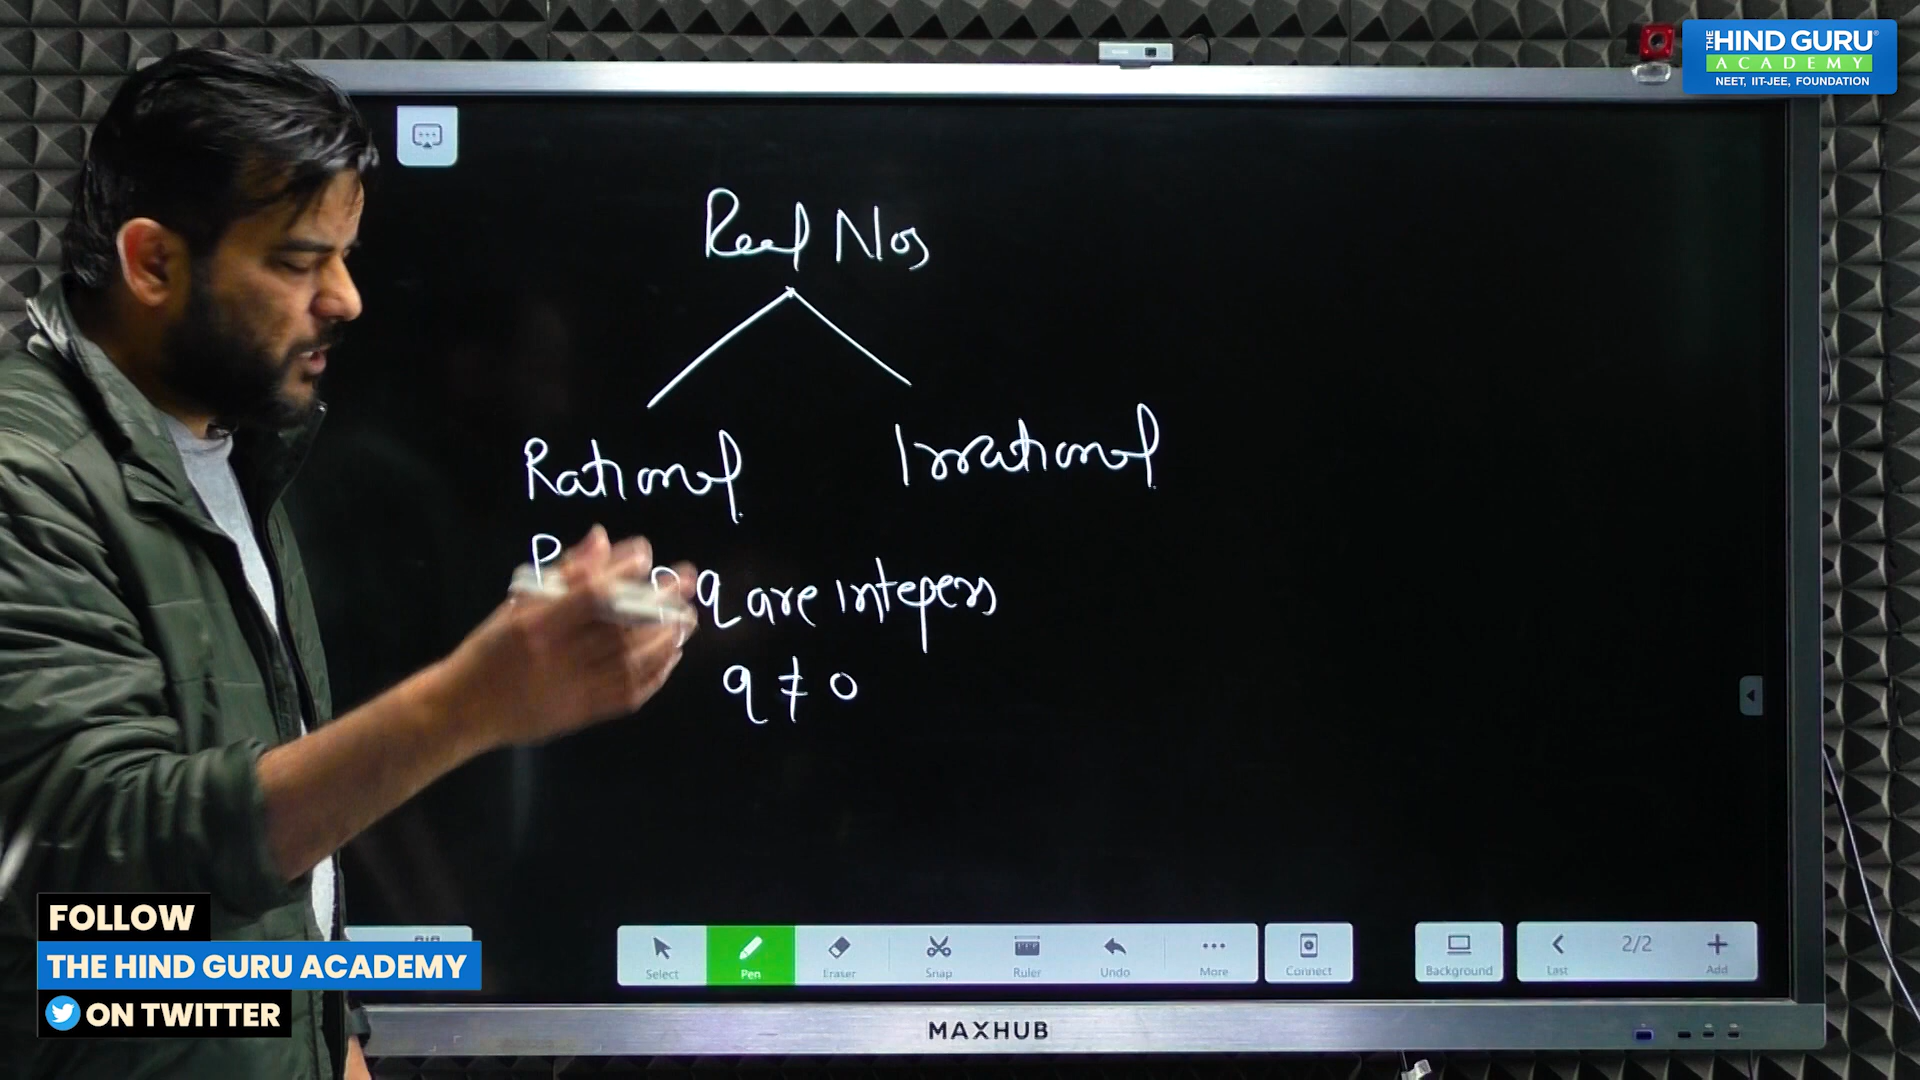 THE HIND GURU
ACADEMY
NEET, IIT-JEE, FOUNDATION
Real Nos
Rational Irrational
P P q are integers
q ≠ 0
FOLLOW
THE HIND GURU ACADEMY
ON TWITTER
Select Pen Eraser Snap Ruler Undo More Connect Background Last 2/2 Add
MAXHUB